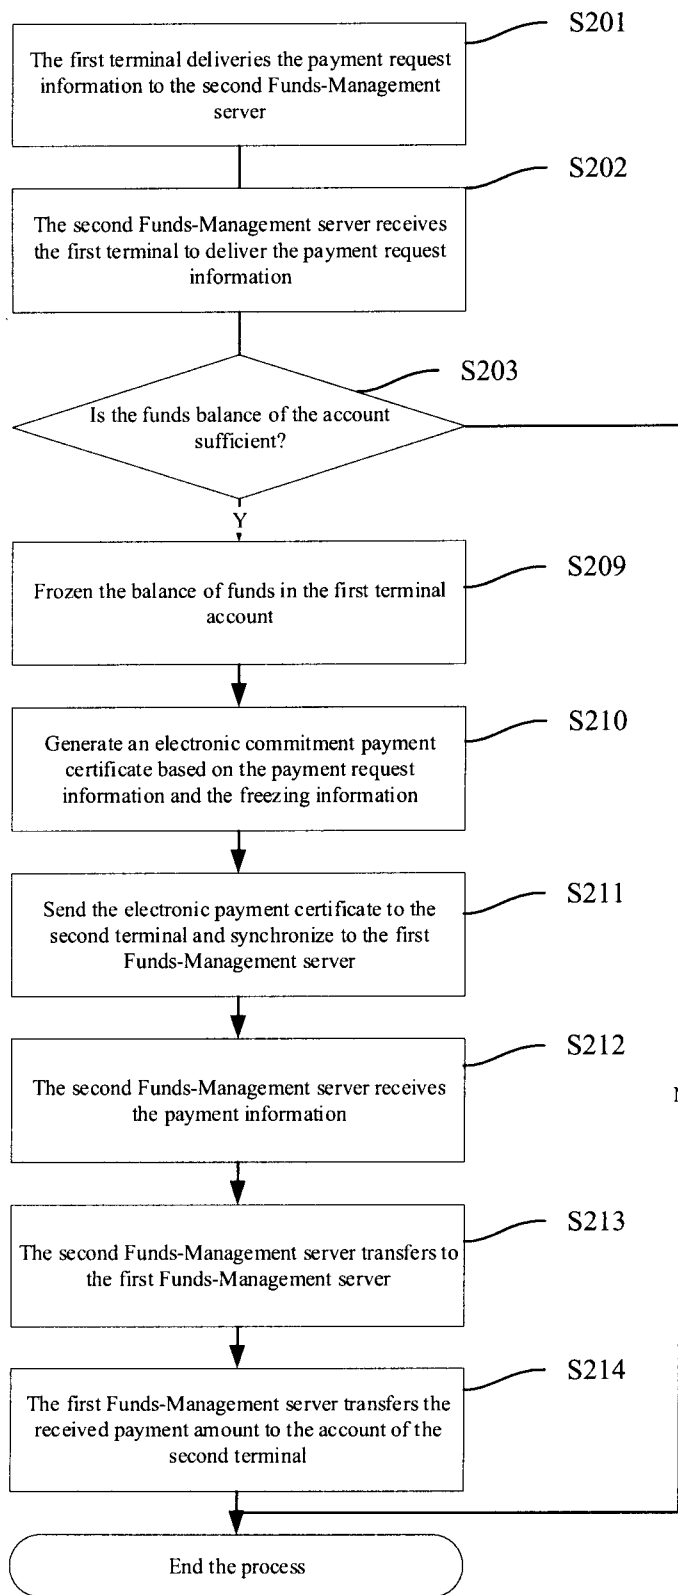 S201
The first terminal deliveries the payment request
information to the second Funds-Management
server
S202
The second Funds-Management server receives
the first terminal to deliver the payment request
information
S203
Is the funds balance of the account
sufficient?
Y
S209
Frozen the balance of funds in the first terminal
account
S210
Generate an electronic commitment payment
certificate based on the payment request
information and the freezing information
S211
Send the electronic payment certificate to the
second terminal and synchronize to the first
Funds-Management server
S212
The second Funds-Management server receives
the payment information
S213
The second Funds-Management server transfers to
the first Funds-Management server
S214
The first Funds-Management server transfers the
received payment amount to the account of the
second terminal
End the process